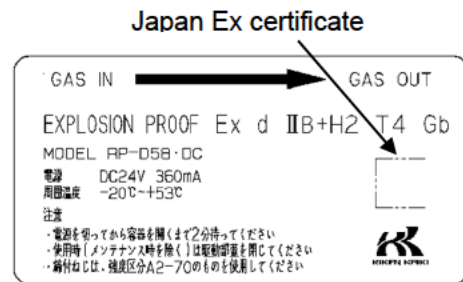 Japan Ex certificate
GAS IN GAS OUT
EXPLOSION PROOF Ex d ⅡB+H2 T4 Gb
MODEL RP-D58・DC
電源 DC24V 360mA
周囲温度 -20℃~+53℃
注意
・電源を切ってから容器を開くまで2分待ってください
・使用時(メンテナンス時を除く)は駆動部蓋を閉じてください
・締付ねじは、強度区分A2-70のものを使用してください
RIKEN KEIKI